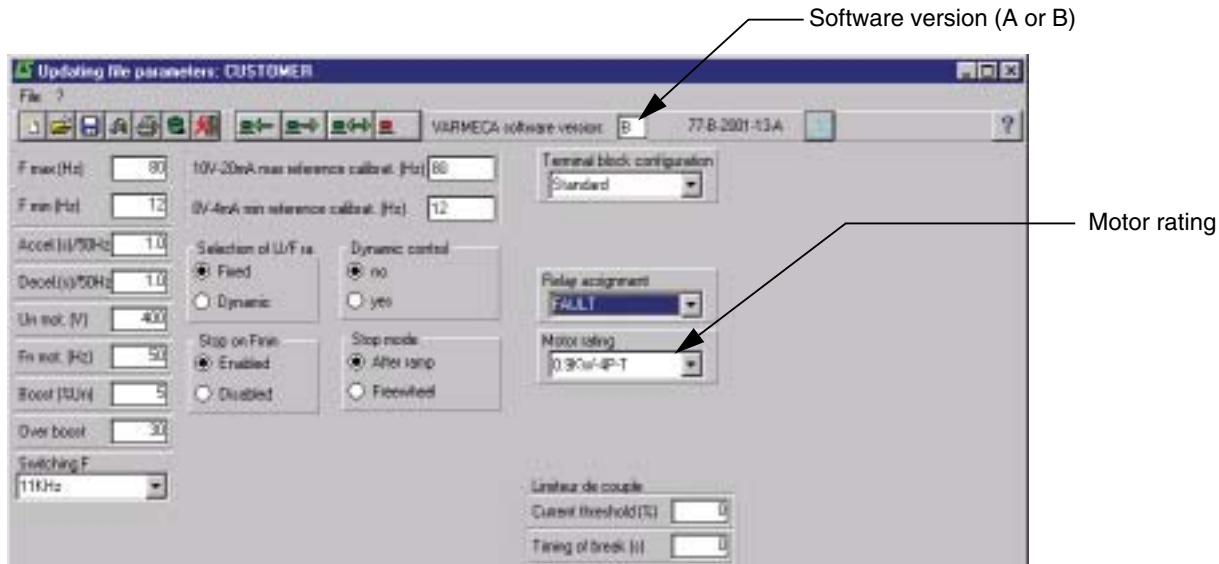 Software version (A or B)
Updating file parameters: CUSTOMER
File ?
VARMECA software version: B 77-B-2001-13-A ?
F max (Hz) 80
10V-20mA max reference calibrat. (Hz) 80
Terminal block configuration
Standard
F min (Hz) 12
0V-4mA min reference calibrat. (Hz) 12
Motor rating
Accel (s)/50Hz 1.0
Selection of U/F ra
Dynamic control
Decel (s)/50Hz 1.0
Fixed
no
Relay assignment
Dynamic
yes
FAULT
Un mot. (V) 400
Stop on Fmin
Stop mode
Motor rating
Fn mot. (Hz) 50
Enabled
After ramp
0.9Kw-4P-T
Boost (%Un) 5
Disabled
Freewheel
Over boost 30
Switching F
11KHz
Limiteur de couple
Current threshold (%) 0
Timing of break (s) 0